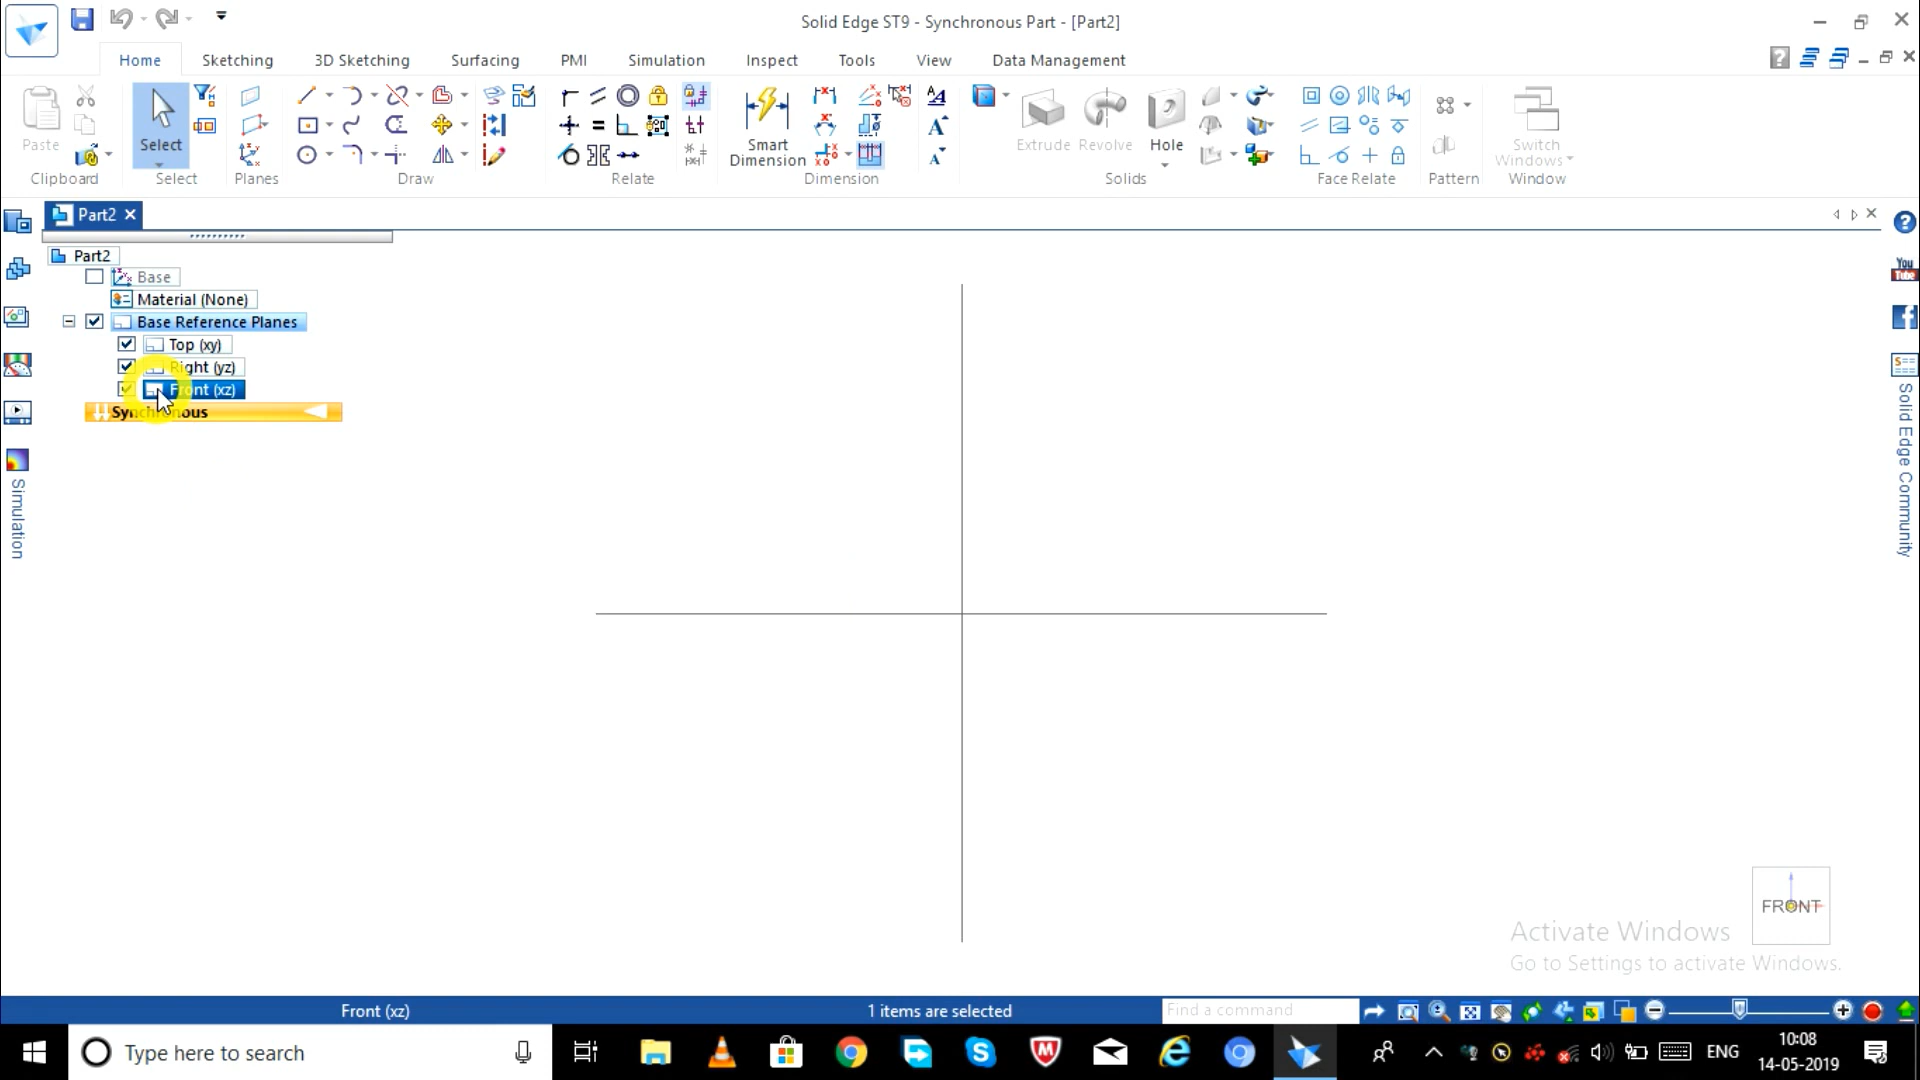 Solid Edge ST9 - Synchronous Part - [Part2]
Home
Sketching
3D Sketching
Surfacing
PMI
Simulation
Inspect
Tools
View
Data Management
Paste
Select
Smart
Dimension
Extrude
Revolve
Hole
Switch
Windows
Clipboard
Select
Planes
Draw
Relate
Dimension
Solids
Face Relate
Pattern
Window
Part2
Part2
Base
Material (None)
Base Reference Planes
Top (xy)
Right (yz)
Front (xz)
Synchronous
Simulation
You
Tube
Solid Edge Community
FRONT
Activate Windows
Go to Settings to activate Windows.
Front (xz)
1 items are selected
Find a command
Type here to search
ENG
10:08
14-05-2019